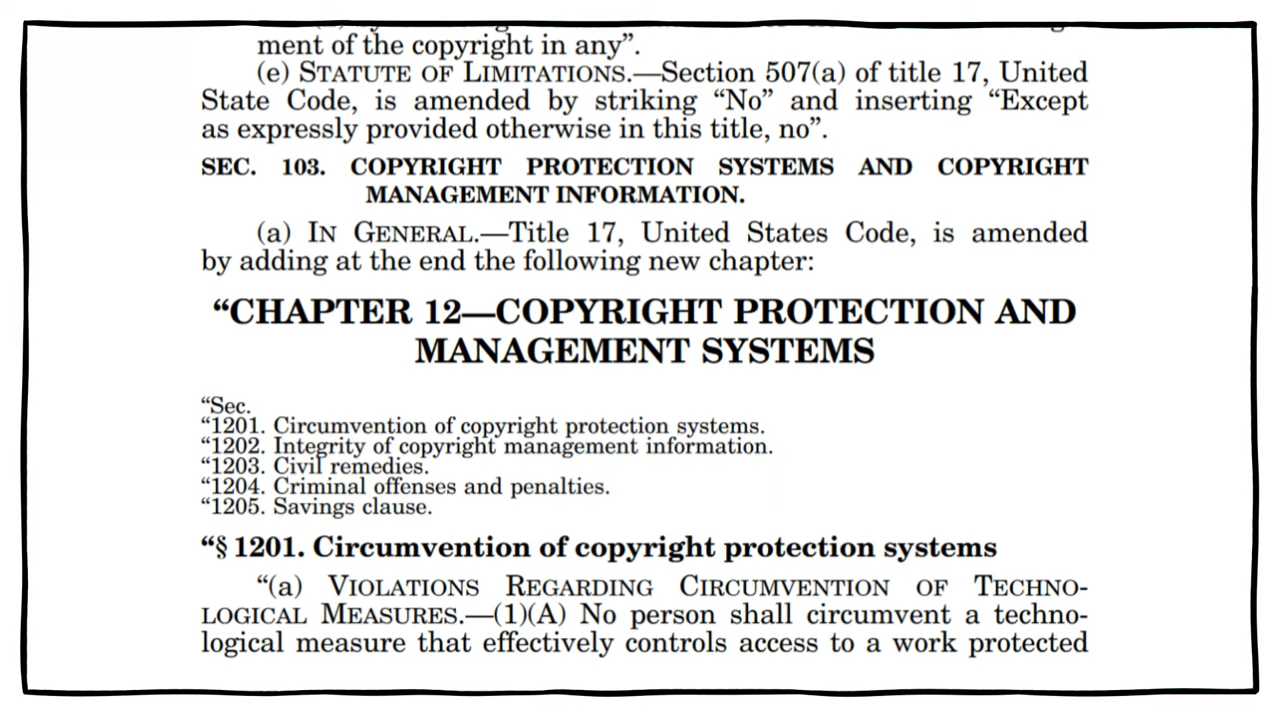 ment of the copyright in any”.
(e) STATUTE OF LIMITATIONS.—Section 507(a) of title 17, United
State Code, is amended by striking “No” and inserting “Except
as expressly provided otherwise in this title, no”.
SEC. 103. COPYRIGHT PROTECTION SYSTEMS AND COPYRIGHT
MANAGEMENT INFORMATION.
(a) IN GENERAL.—Title 17, United States Code, is amended
by adding at the end the following new chapter:
“CHAPTER 12—COPYRIGHT PROTECTION AND
MANAGEMENT SYSTEMS
“Sec.
“1201. Circumvention of copyright protection systems.
“1202. Integrity of copyright management information.
“1203. Civil remedies.
“1204. Criminal offenses and penalties.
“1205. Savings clause.
“§ 1201. Circumvention of copyright protection systems
“(a) VIOLATIONS REGARDING CIRCUMVENTION OF TECHNO-
LOGICAL MEASURES.—(1)(A) No person shall circumvent a techno-
logical measure that effectively controls access to a work protected